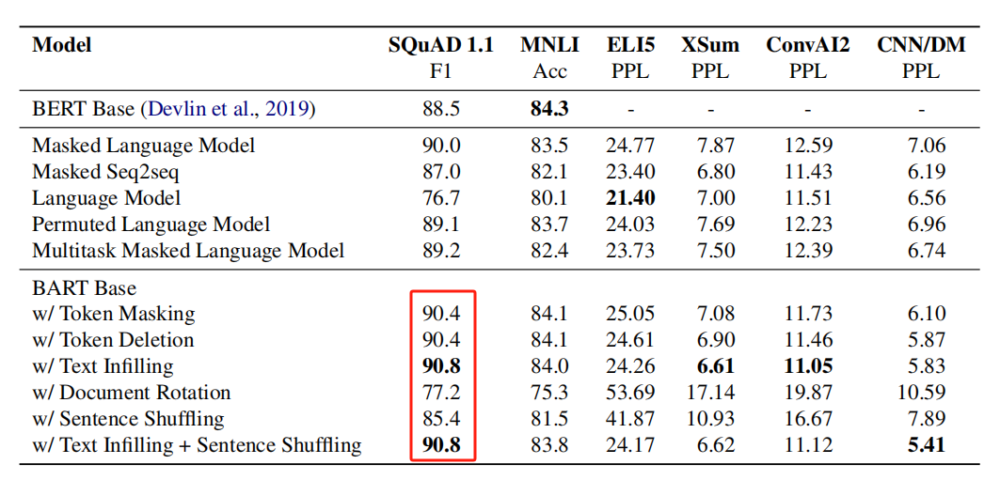 Model SQuAD 1.1 MNLI ELI5 XSum ConvAI2 CNN/DM
F1 Acc PPL PPL PPL PPL
BERT Base (Devlin et al., 2019) 88.5 84.3 - - - -
Masked Language Model 90.0 83.5 24.77 7.87 12.59 7.06
Masked Seq2seq 87.0 82.1 23.40 6.80 11.43 6.19
Language Model 76.7 80.1 21.40 7.00 11.51 6.56
Permuted Language Model 89.1 83.7 24.03 7.69 12.23 6.96
Multitask Masked Language Model 89.2 82.4 23.73 7.50 12.39 6.74
BART Base
w/ Token Masking 90.4 84.1 25.05 7.08 11.73 6.10
w/ Token Deletion 90.4 84.1 24.61 6.90 11.46 5.87
w/ Text Infilling 90.8 84.0 24.26 6.61 11.05 5.83
w/ Document Rotation 77.2 75.3 53.69 17.14 19.87 10.59
w/ Sentence Shuffling 85.4 81.5 41.87 10.93 16.67 7.89
w/ Text Infilling + Sentence Shuffling 90.8 83.8 24.17 6.62 11.12 5.41